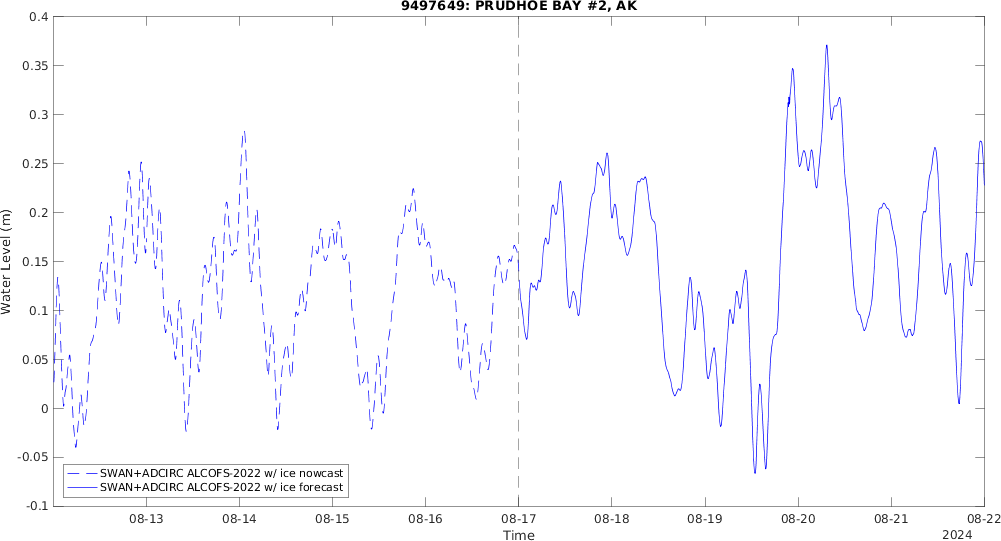 9497649: PRUDHOE BAY #2, AK
0.4
0.35
0.3
0.25
0.2
0.15
0.1
0.05
0
-0.05
-0.1
Water Level (m)
SWAN+ADCIRC ALCOFS-2022 w/ ice nowcast
SWAN+ADCIRC ALCOFS-2022 w/ ice forecast
08-13 08-14 08-15 08-16 08-17 08-18 08-19 08-20 08-21 08-22
Time
2024